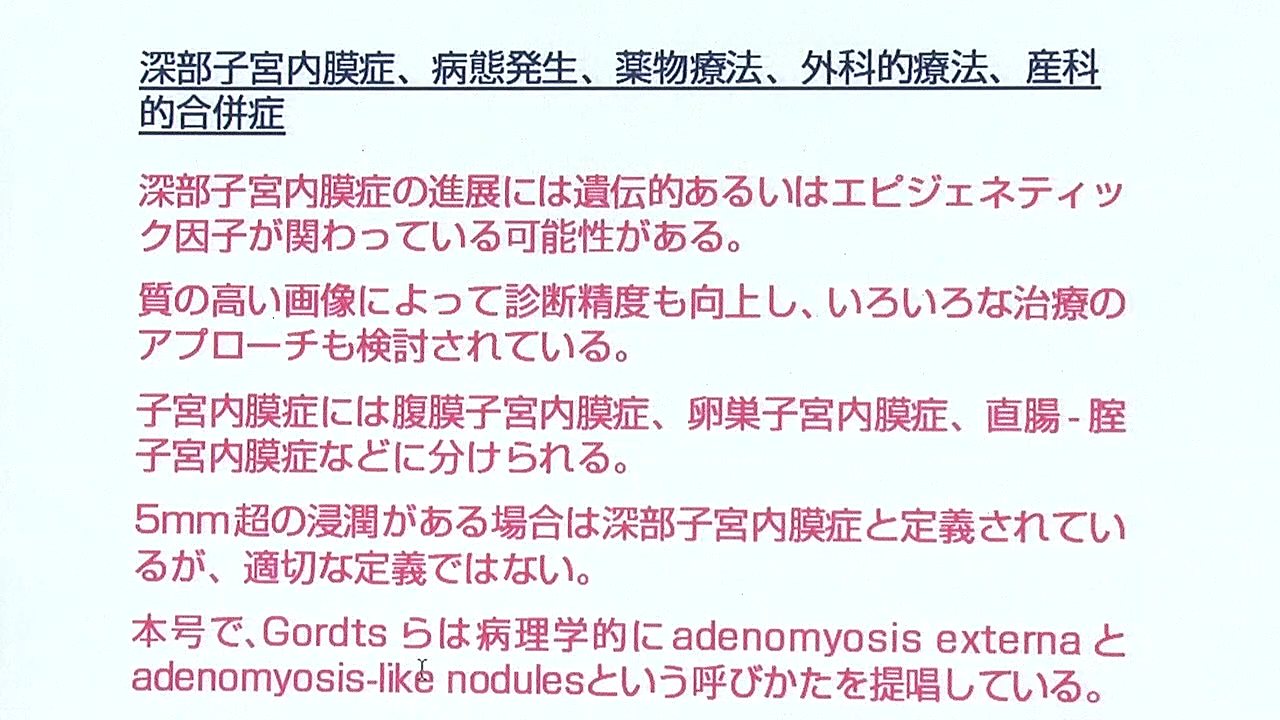 深部子宮内膜症、病態発生、薬物療法、外科的療法、産科
的合併症
深部子宮内膜症の進展には遺伝的あるいはエピジェネティッ
ク因子が関わっている可能性がある。
質の高い画像によって診断精度も向上し、いろいろな治療の
アプローチも検討されている。
子宮内膜症には腹膜子宮内膜症、卵巣子宮内膜症、直腸-腟
子宮内膜症などに分けられる。
5mm超の浸潤がある場合は深部子宮内膜症と定義されてい
るが、適切な定義ではない。
本号で、Gordts らは病理学的にadenomyosis externa と
adenomyosis-like nodulesという呼びかたを提唱している。